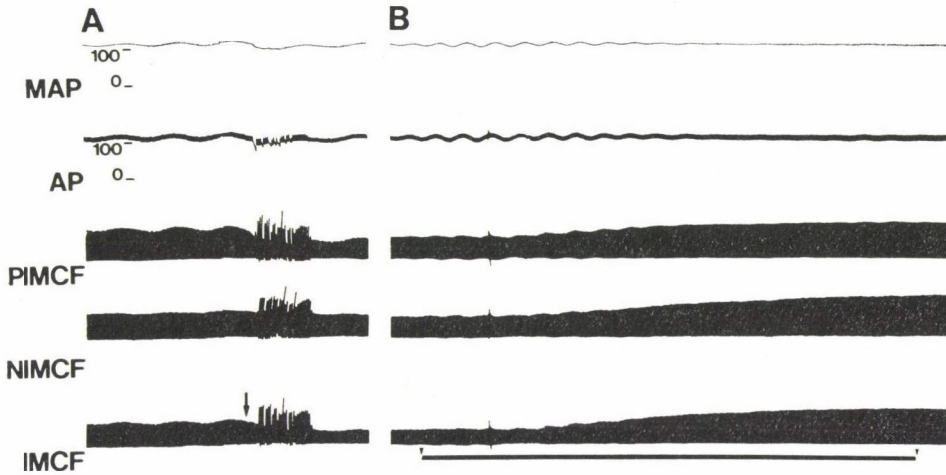 A
B
100-
0-
MAP
100-
0-
AP
PIMCF
NIMCF
IMCF